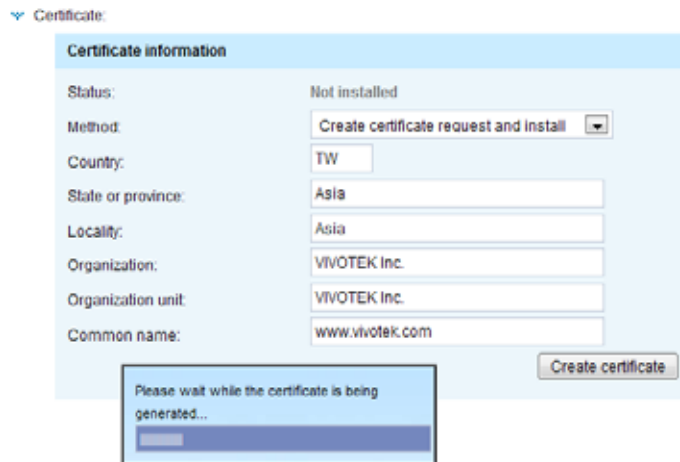 Certificate:
Certificate information
Status: Not installed
Method: Create certificate request and install
Country: TW
State or province: Asia
Locality: Asia
Organization: VIVOTEK Inc.
Organization unit: VIVOTEK Inc.
Common name: www.vivotek.com
Create certificate
Please wait while the certificate is being
generated...